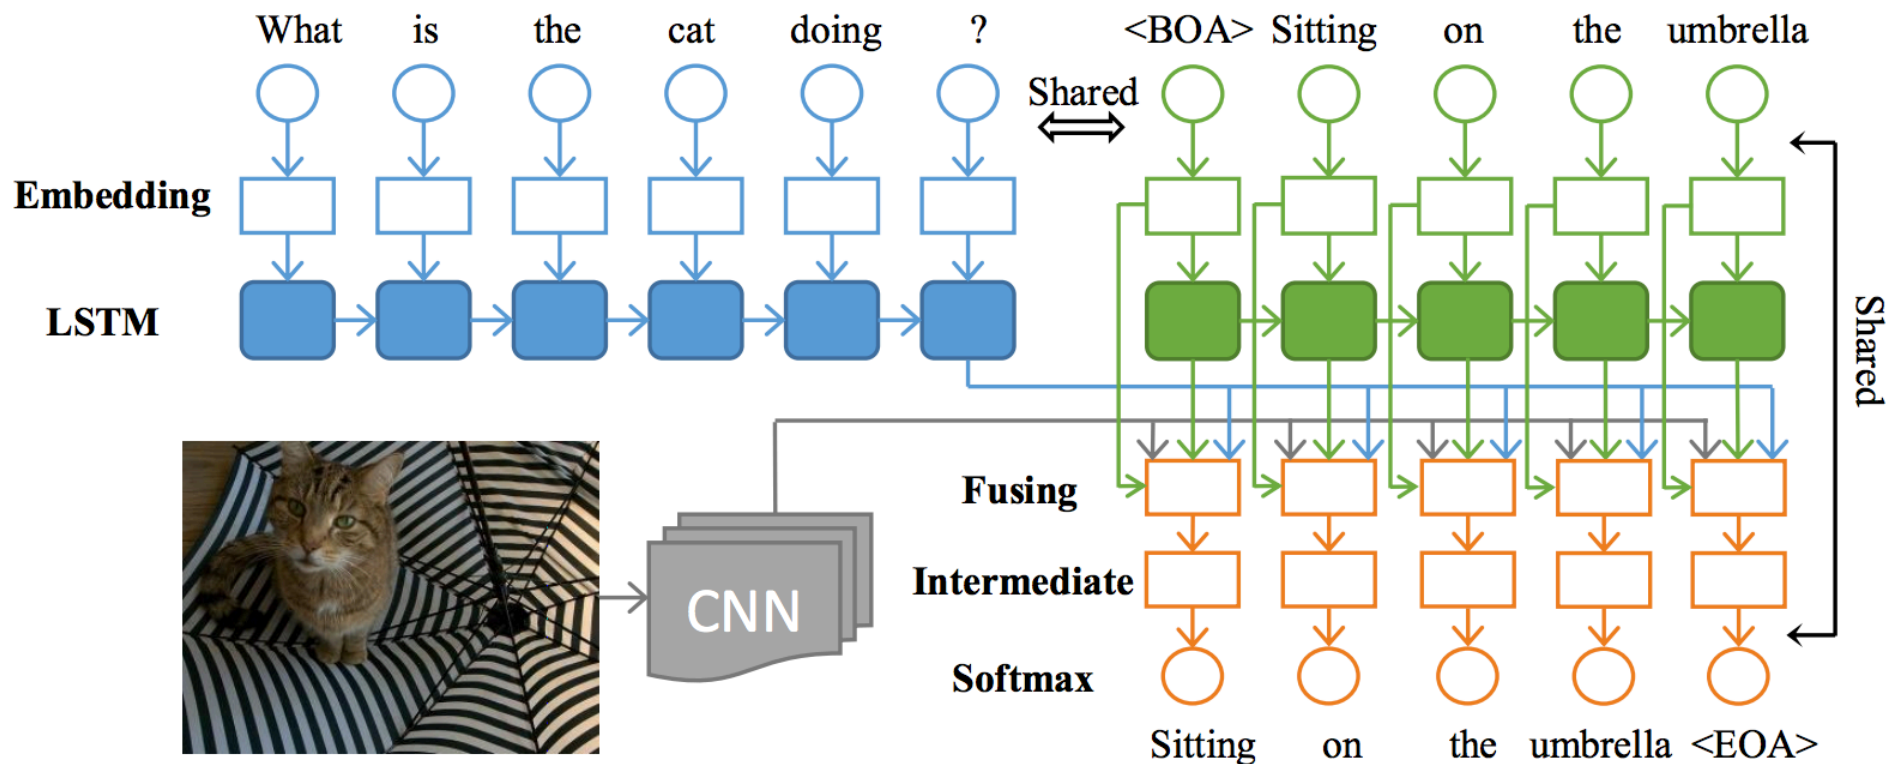 What is the cat doing ? <BOA> Sitting on the umbrella
Shared
Embedding
LSTM
Shared
Fusing
Intermediate
CNN
Softmax
Sitting on the umbrella <EOA>